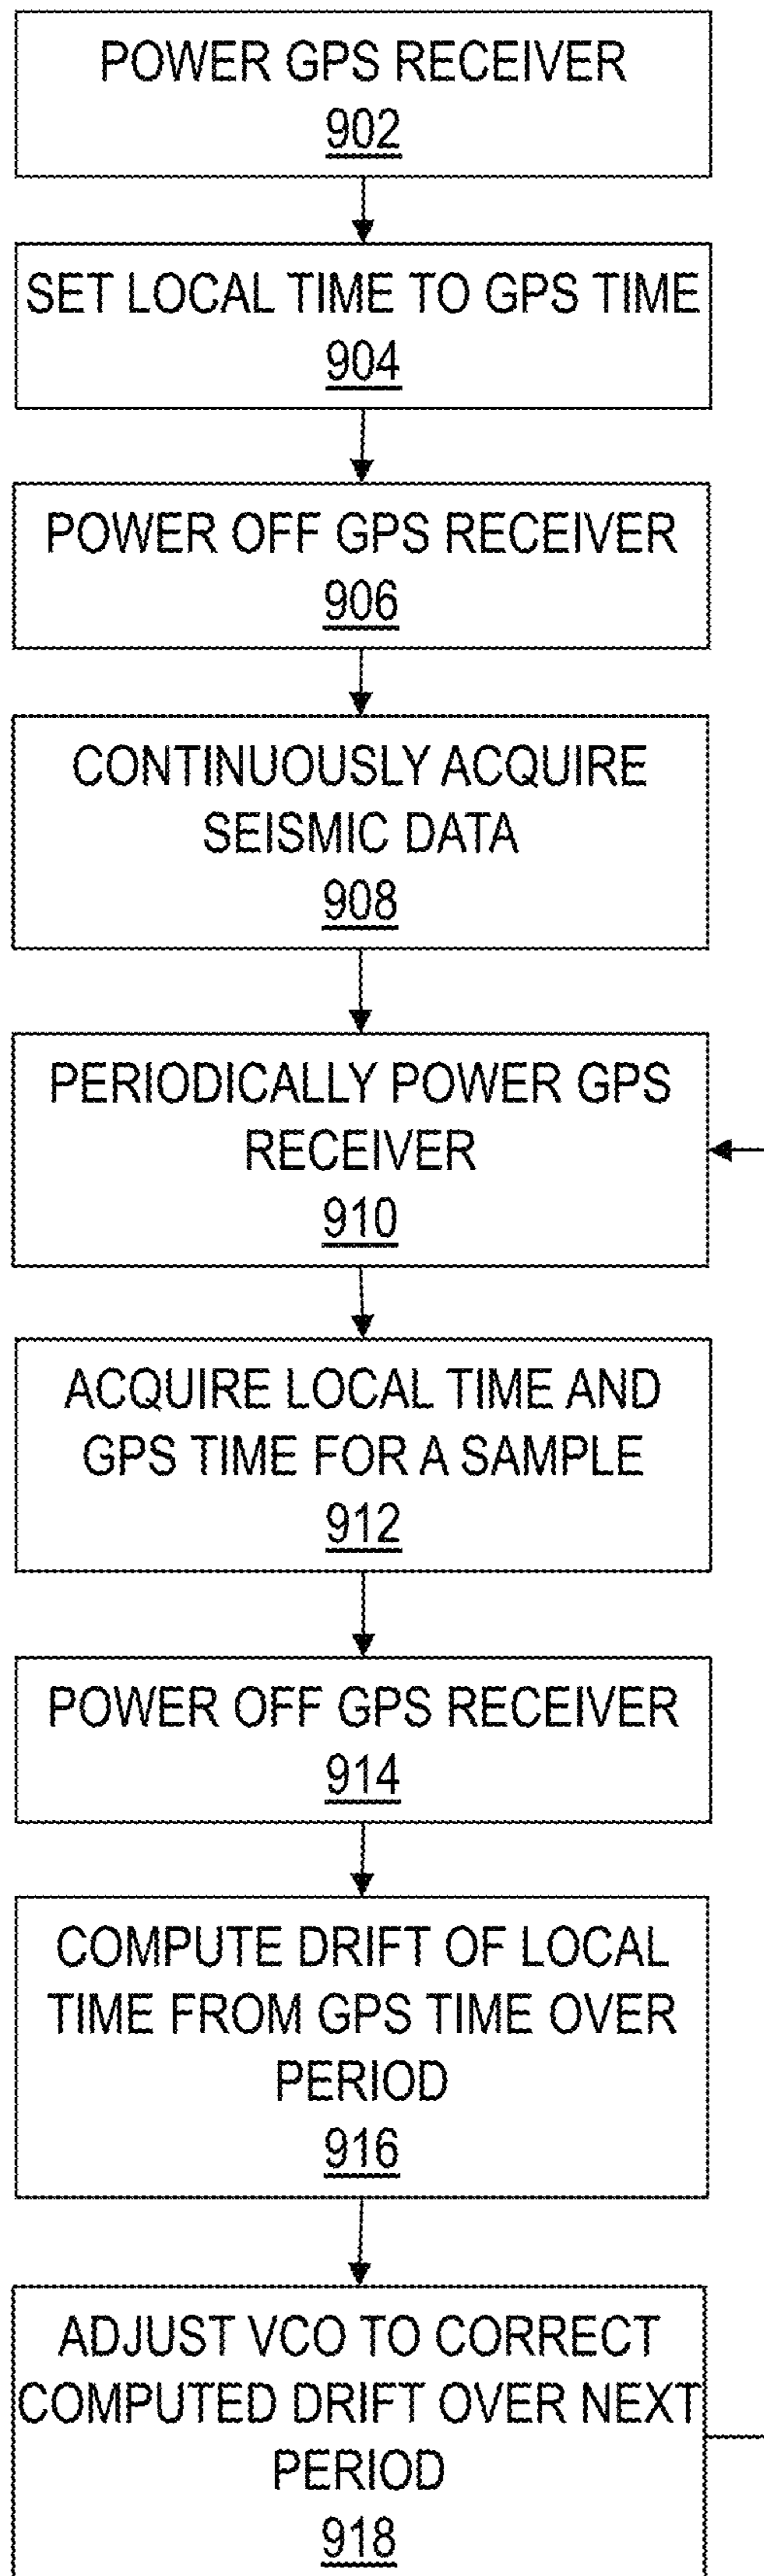 POWER GPS RECEIVER
902
SET LOCAL TIME TO GPS TIME
904
POWER OFF GPS RECEIVER
906
CONTINUOUSLY ACQUIRE
SEISMIC DATA
908
PERIODICALLY POWER GPS
RECEIVER
910
ACQUIRE LOCAL TIME AND
GPS TIME FOR A SAMPLE
912
POWER OFF GPS RECEIVER
914
COMPUTE DRIFT OF LOCAL
TIME FROM GPS TIME OVER
PERIOD
916
ADJUST VCO TO CORRECT
COMPUTED DRIFT OVER NEXT
PERIOD
918